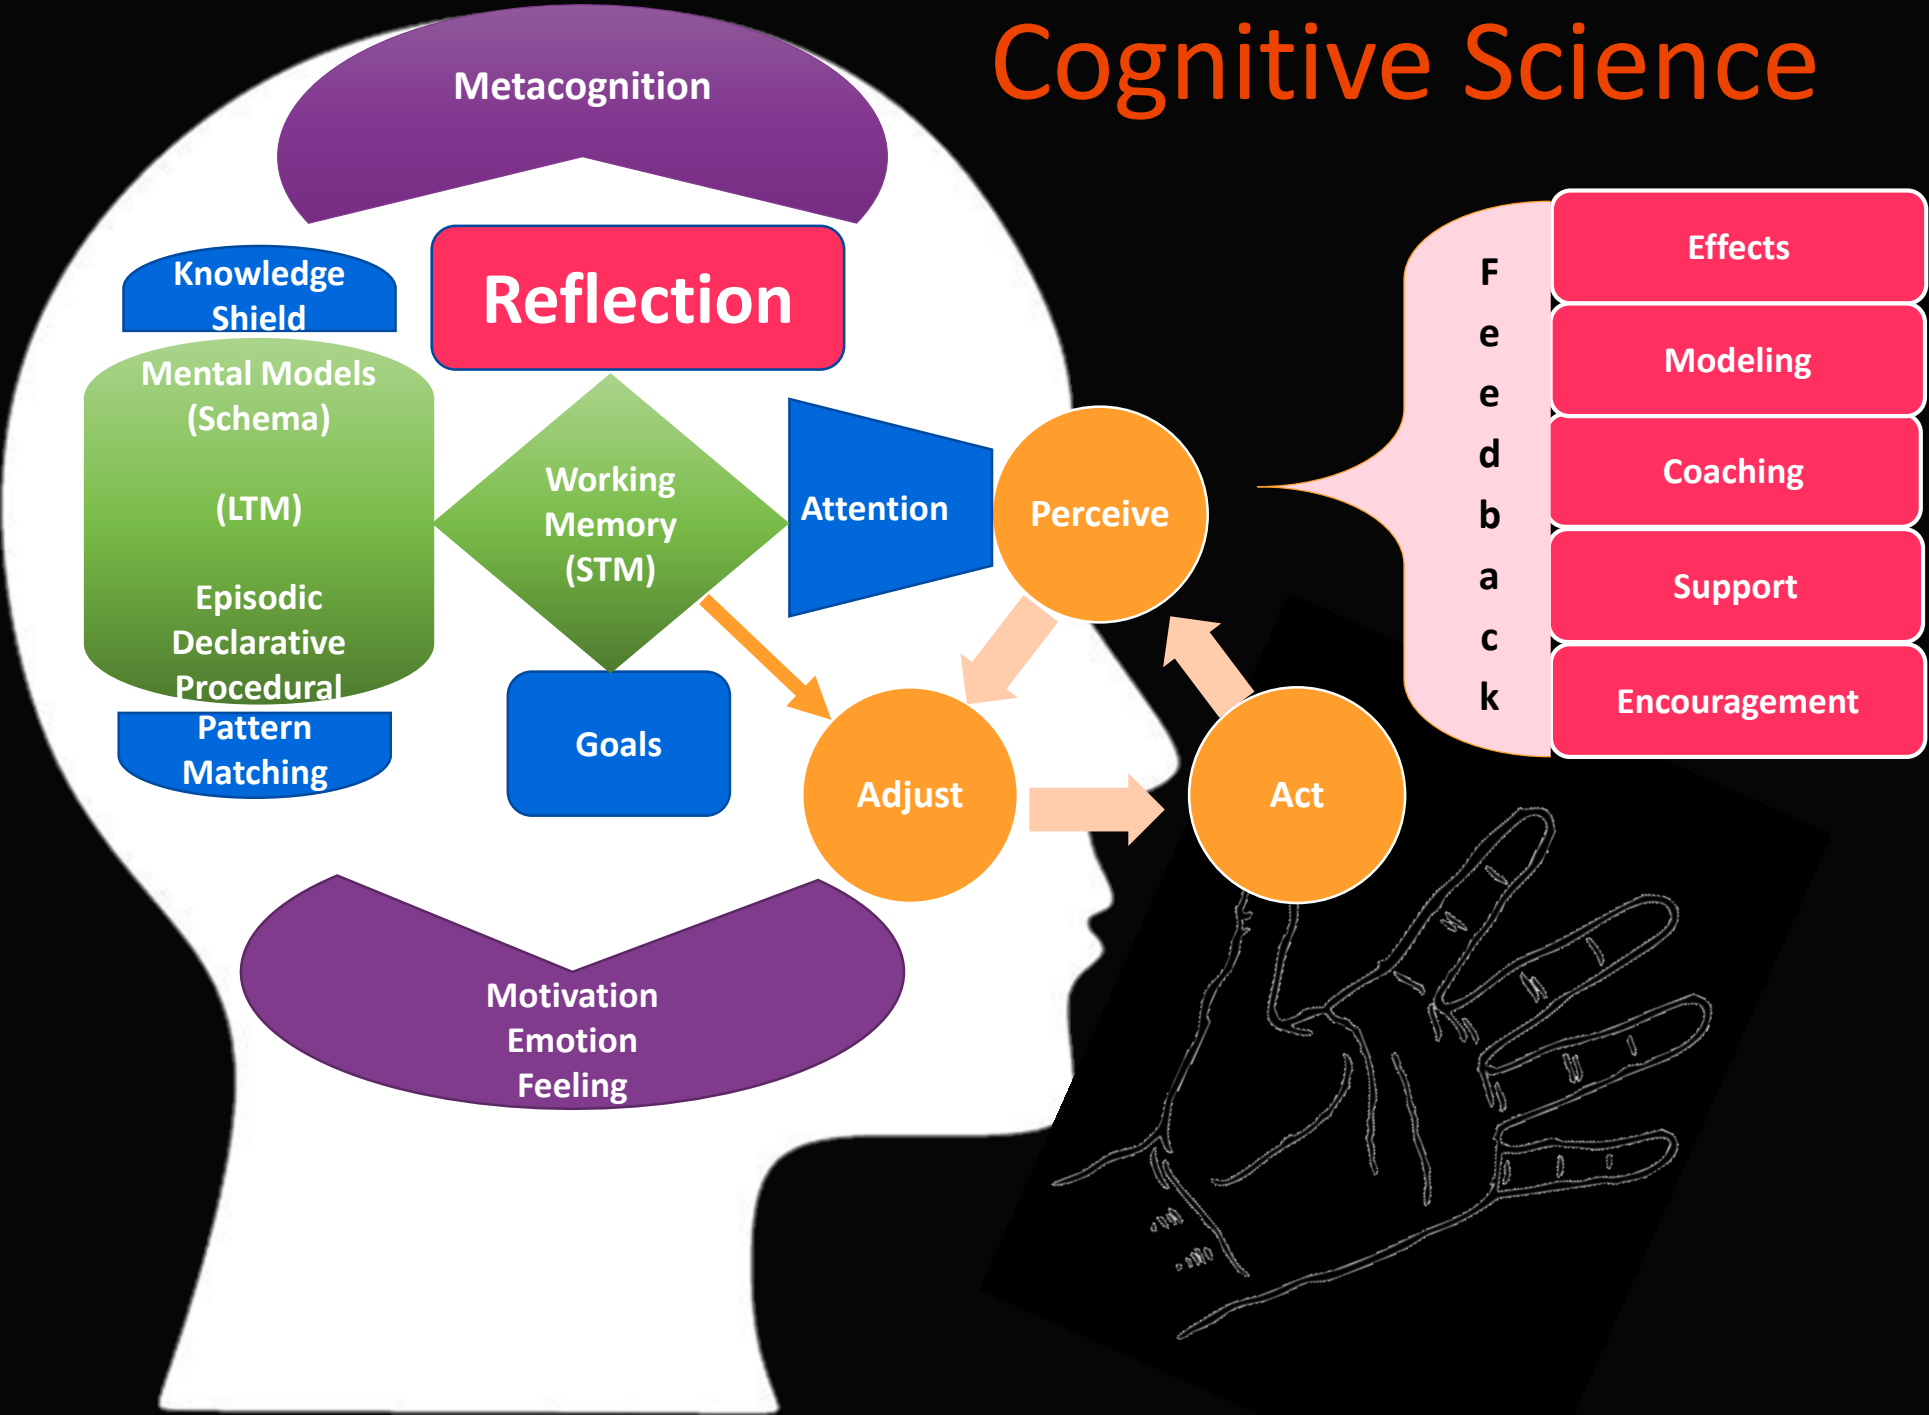 Cognitive Science
Metacognition
Reflection
Knowledge
Shield
Mental Models
(Schema)
(LTM)
Episodic
Declarative
Procedural
Pattern
Matching
Working
Memory
(STM)
Attention
Perceive
Goals
Adjust
Act
Motivation
Emotion
Feeling
F
e
e
d
b
a
c
k
Effects
Modeling
Coaching
Support
Encouragement